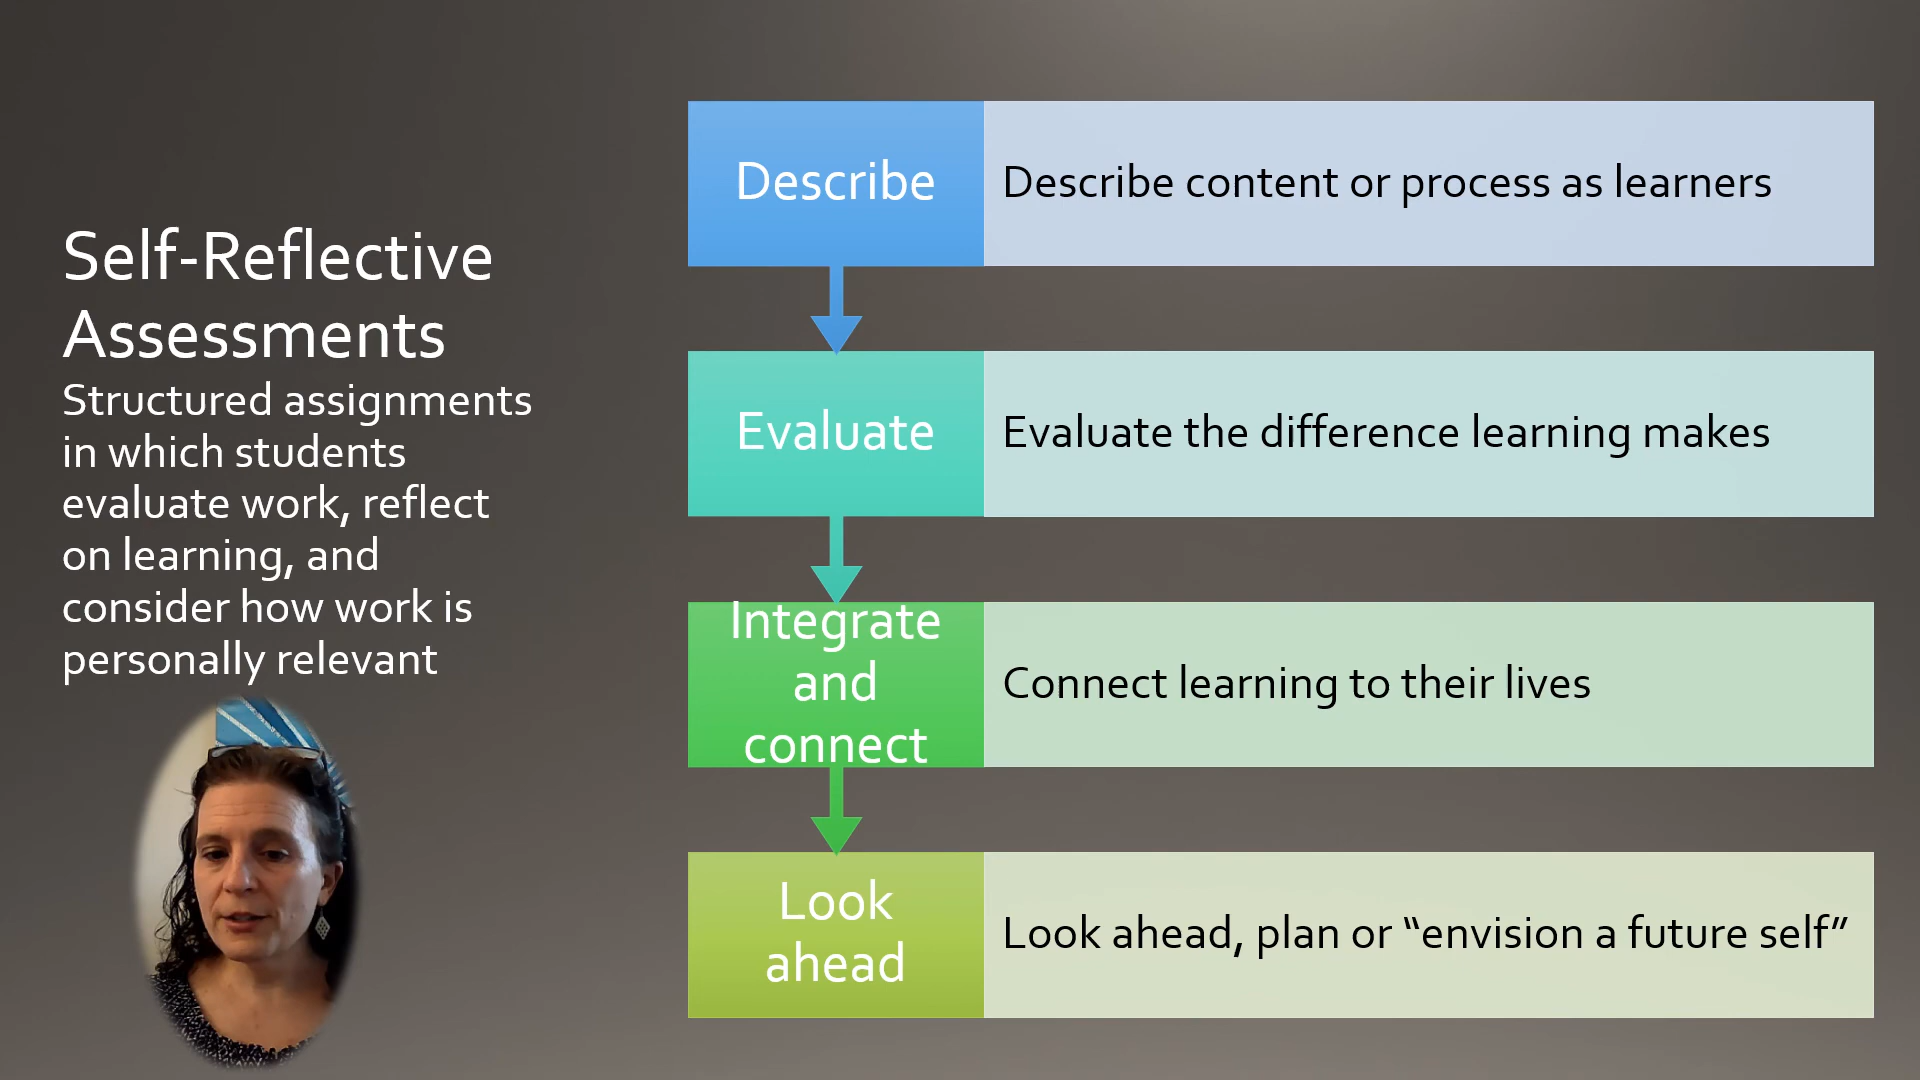 Self-Reflective
Assessments
Structured assignments
in which students
evaluate work, reflect
on learning, and
consider how work is
personally relevant
Describe
Describe content or process as learners
Evaluate
Evaluate the difference learning makes
Integrate
and
connect
Connect learning to their lives
Look
ahead
Look ahead, plan or “envision a future self”